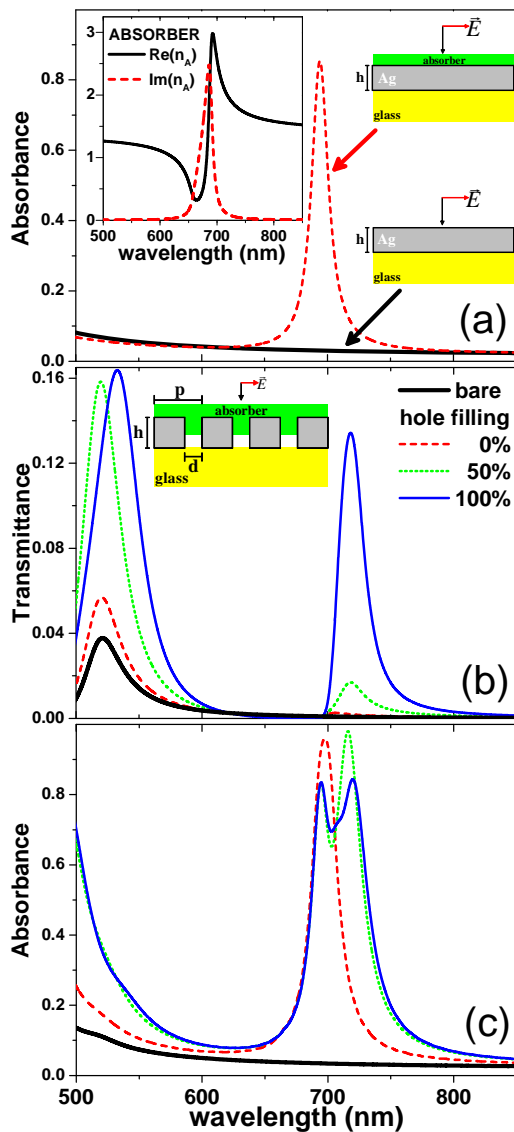 ABSORBER
Re(n_A)
Im(n_A)
3
2
1
0
500 600 700 800
wavelength (nm)
E
absorber
h Ag
glass
E
h Ag
glass
0.8
0.6
0.4
0.2
0.0
Absorbance
(a)
0.16
0.12
0.08
0.04
0.00
Transmittance
p E
absorber
h
d
glass
bare
hole filling
0%
50%
100%
(b)
1.0
0.8
0.6
0.4
0.2
0.0
Absorbance
(c)
500 600 700 800
wavelength (nm)